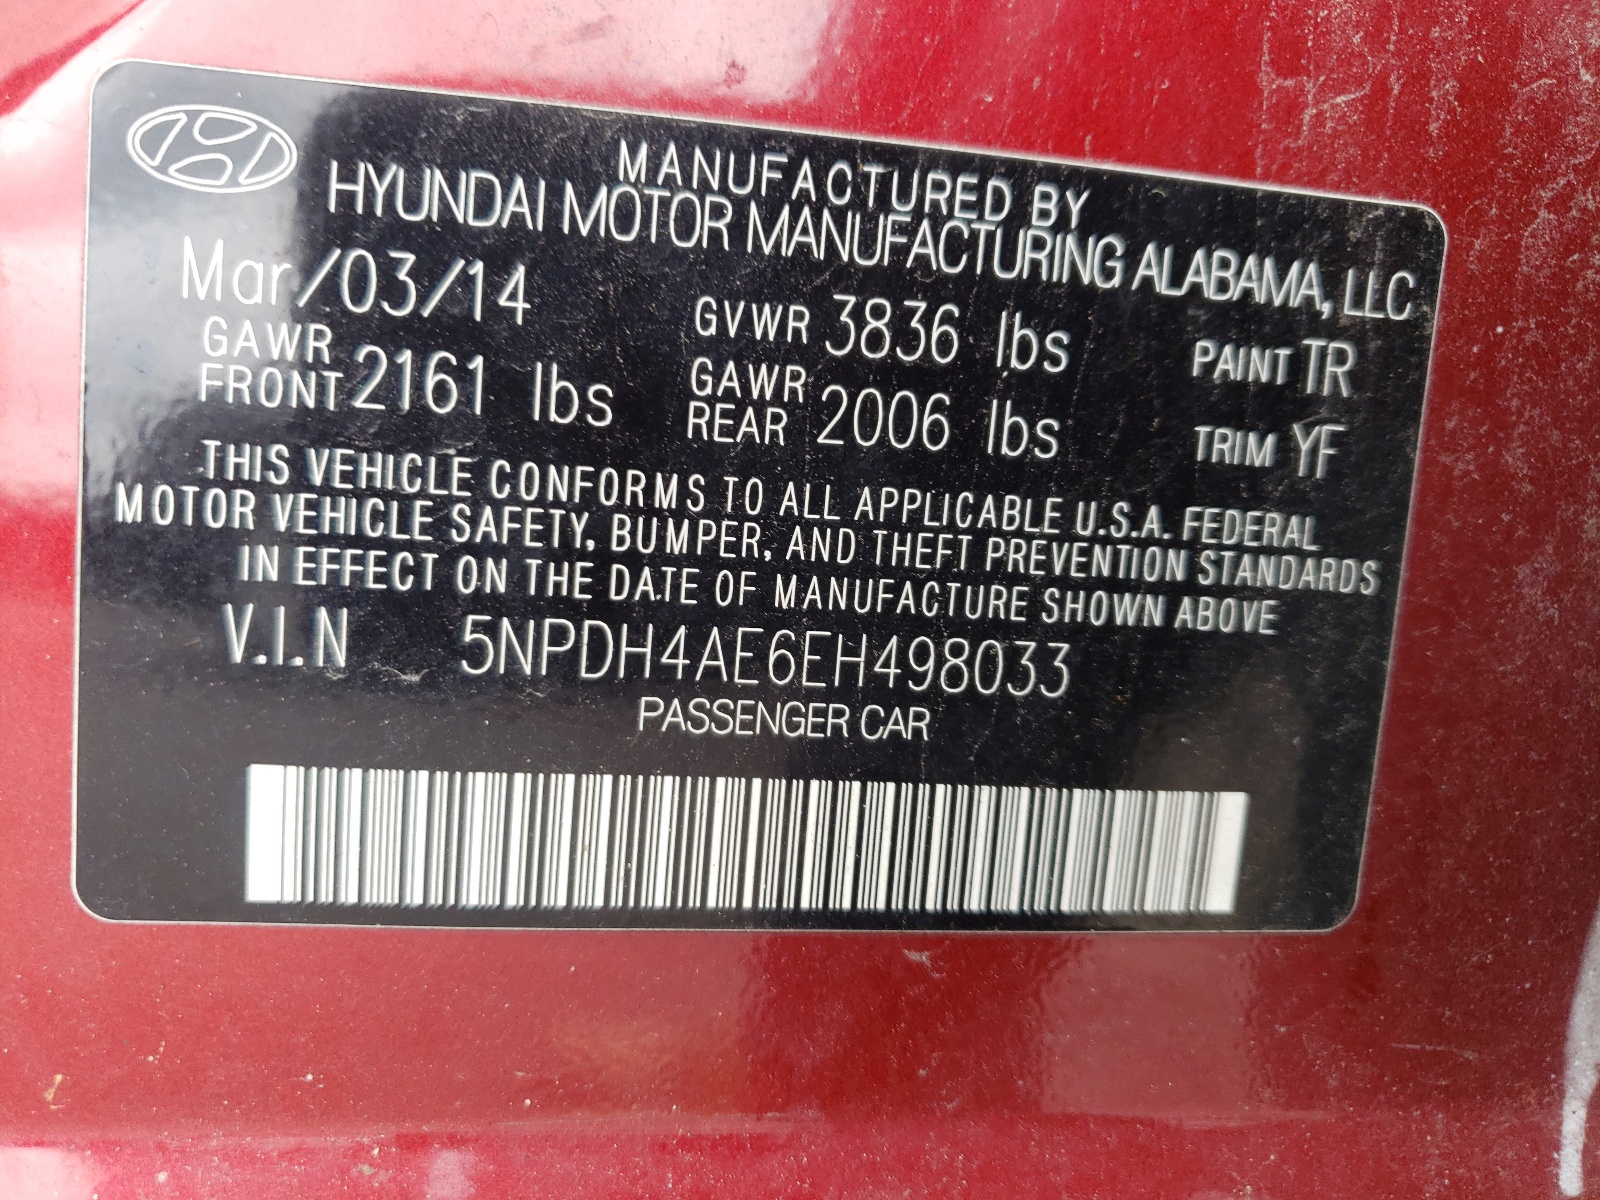 MANUFACTURED BY
HYUNDAI MOTOR MANUFACTURING ALABAMA, LLC
Mar/03/14 GVWR 3836 lbs PAINT TR
GAWR FRONT 2161 lbs GAWR REAR 2006 lbs TRIM YF
THIS VEHICLE CONFORMS TO ALL APPLICABLE U.S.A. FEDERAL
MOTOR VEHICLE SAFETY, BUMPER, AND THEFT PREVENTION STANDARDS
IN EFFECT ON THE DATE OF MANUFACTURE SHOWN ABOVE
V.I.N 5NPDH4AE6EH498033
PASSENGER CAR